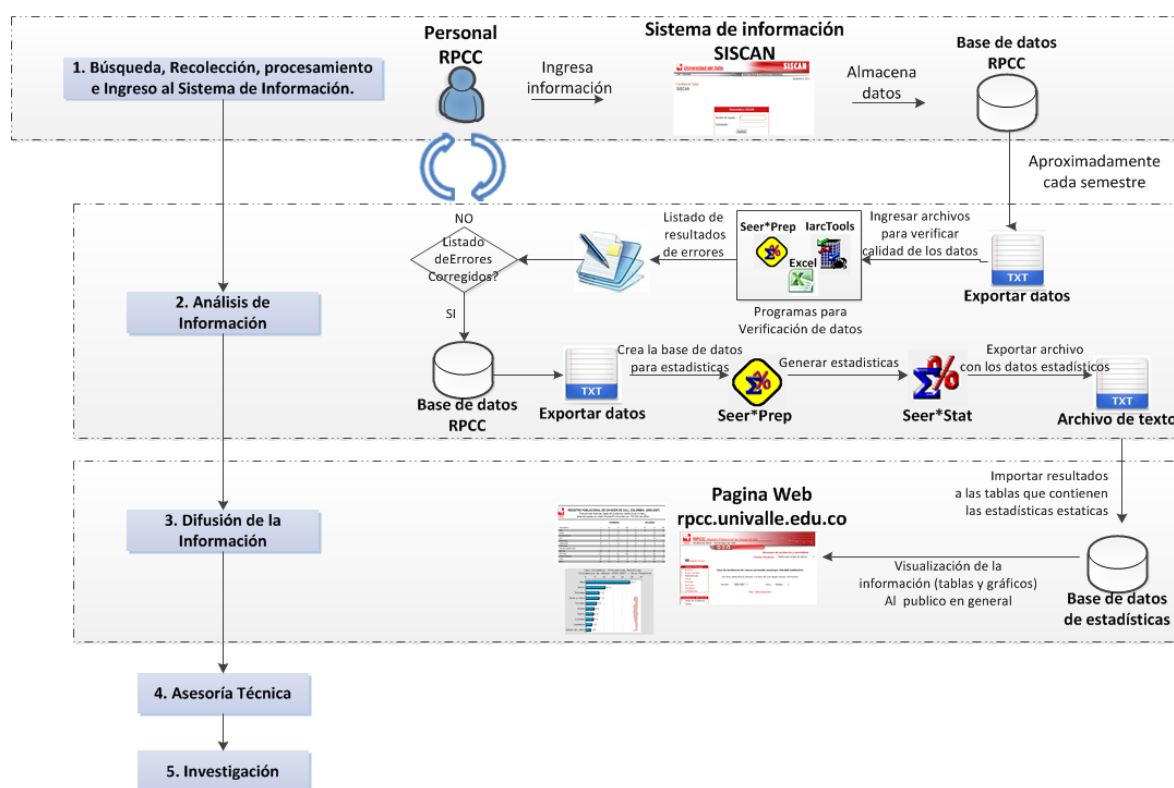 1. Búsqueda, Recolección, procesamiento
e Ingreso al Sistema de Información.
Personal
RPCC
Ingresa
información
Sistema de información
SISCAN
Universidad del Valle
SISCAN
SISCAN
Almacena
datos
Base de datos
RPCC
Aproximadamente
cada semestre
2. Análisis de
Información
NO
Listado
deErrores
Corregidos?
SI
Listado de
resultados
de errores
Seer*Prep
IarcTools
Excel
Programas para
Verificación de datos
Ingresar archivos
para verificar
calidad de los datos
TXT
Exportar datos
Base de datos
RPCC
TXT
Exportar datos
Crea la base de datos
para estadisticas
Seer*Prep
Generar estadisticas
Seer*Stat
Exportar archivo
con los datos estadísticos
TXT
Archivo de texto
3. Difusión de la
Información
Importar resultados
a las tablas que contienen
las estadísticas estaticas
Pagina Web
rpcc.univalle.edu.co
RPCC
Visualización de la
información (tablas y gráficos)
Al publico en general
Base de datos
de estadísticas
4. Asesoría Técnica
5. Investigación